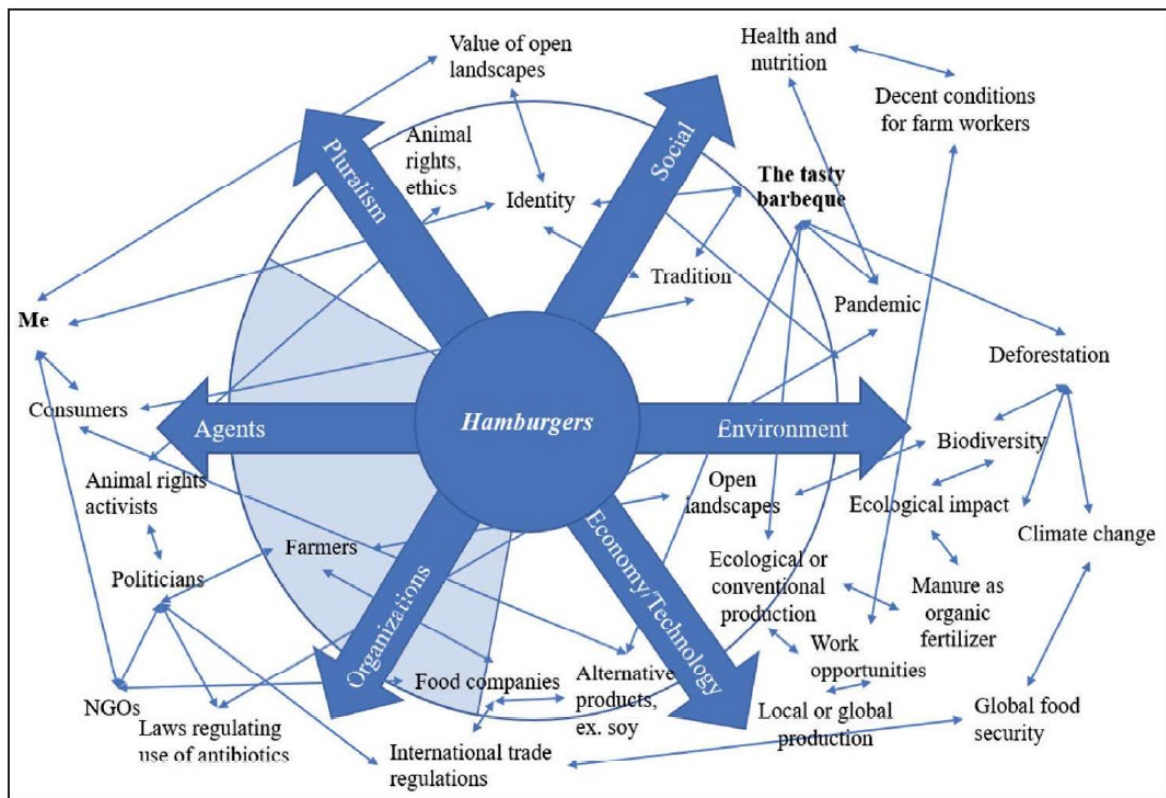 Value of open
landscapes
Health and
nutrition
Decent conditions
for farm workers
Pluralism
Animal
rights,
ethics
Social
The tasty
barbeque
Identity
Tradition
Pandemic
Me
Deforestation
Consumers
Agents
Hamburgers
Environment
Biodiversity
Animal rights
activists
Open
landscapes
Ecological impact
Climate change
Farmers
Politicians
Organizations
Economy/Technology
Ecological or
conventional
production
Manure as
organic
fertilizer
Work
opportunities
Food companies
Alternative
products,
ex. soy
NGOs
Laws regulating
use of antibiotics
International trade
regulations
Local or global
production
Global food
security